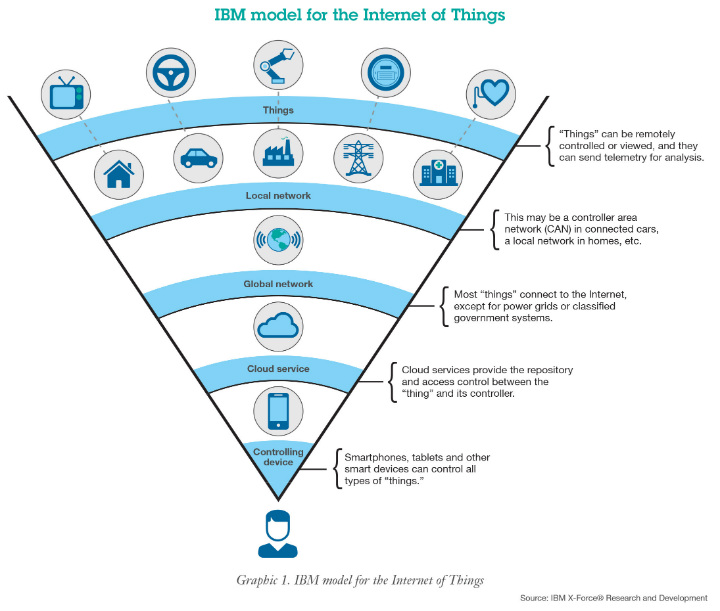 IBM model for the Internet of Things
Things
"Things" can be remotely
controlled or viewed, and they
can send telemetry for analysis.
Local network
This may be a controller area
network (CAN) in connected cars,
a local network in homes, etc.
Global network
Most "things" connect to the Internet,
except for power grids or classified
government systems.
Cloud service
Cloud services provide the repository
and access control between the
"thing" and its controller.
Controlling
device
Smartphones, tablets and other
smart devices can control all
types of "things."
Graphic 1. IBM model for the Internet of Things
Source: IBM X-Force® Research and Development